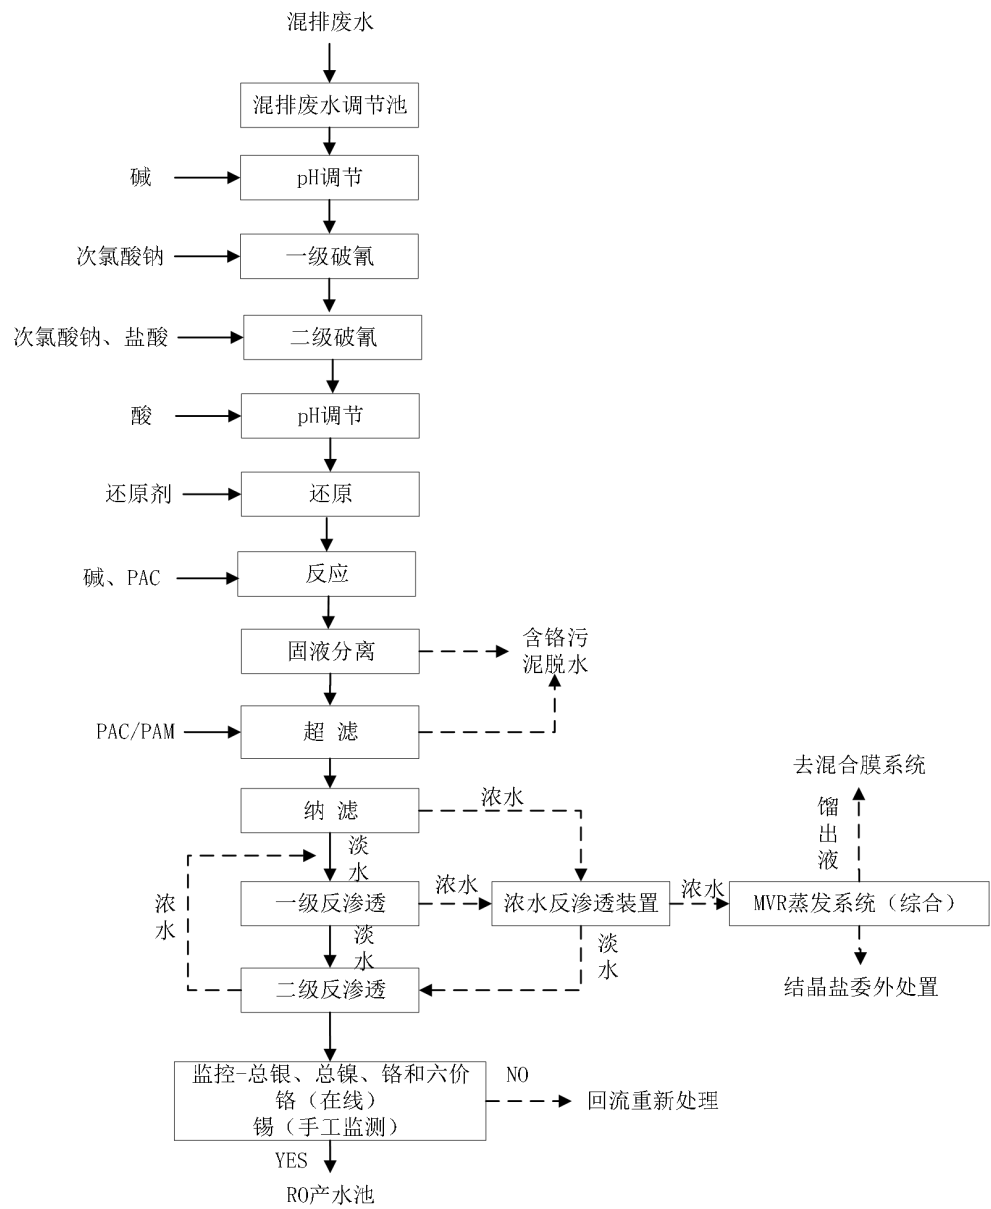 混排废水
混排废水调节池
碱
pH调节
次氯酸钠
一级破氰
次氯酸钠、盐酸
二级破氰
酸
pH调节
还原剂
还原
碱、PAC
反应
固液分离
含铬污
泥脱水
PAC/PAM
超 滤
去混合膜系统
纳 滤
浓水
馏
出
液
淡
水
浓
水
一级反渗透
浓水
浓水反渗透装置
浓水
MVR蒸发系统（综合）
淡
水
淡
水
二级反渗透
结晶盐委外处置
监控-总银、总镍、铬和六价
铬（在线）
锡（手工监测）
NO
回流重新处理
YES
RO产水池